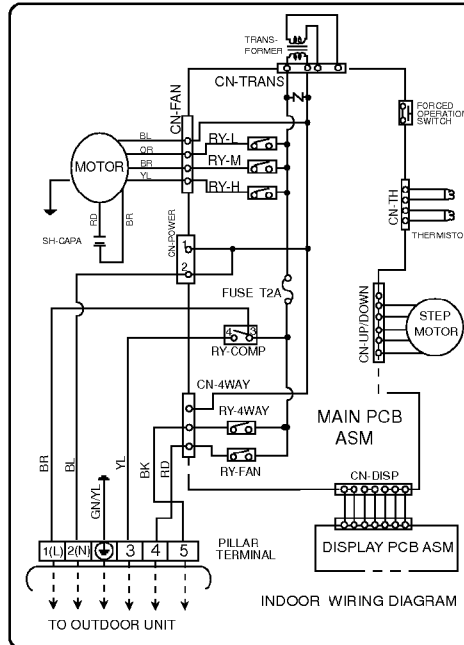 TRANS-
FORMER
CN-TRANS
CN-FAN
FORCED
OPERATION
SWITCH
BL
OR
BR
YL
RY-L
RY-M
RY-H
MOTOR
RD
BR
SH-CAPA
CN-TH
THERMISTO
CN-POWER
1
2
FUSE T2A
CN-UP/DOWN
STEP
MOTOR
4 3
RY-COMP
CN-4WAY
RY-4WAY
RY-FAN
MAIN PCB
ASM
BR
BL
GN/YL
YL
BK
RD
CN-DISP
1(L) 2(N) 3 4 5
PILLAR
TERMINAL
DISPLAY PCB ASM
INDOOR WIRING DIAGRAM
TO OUTDOOR UNIT